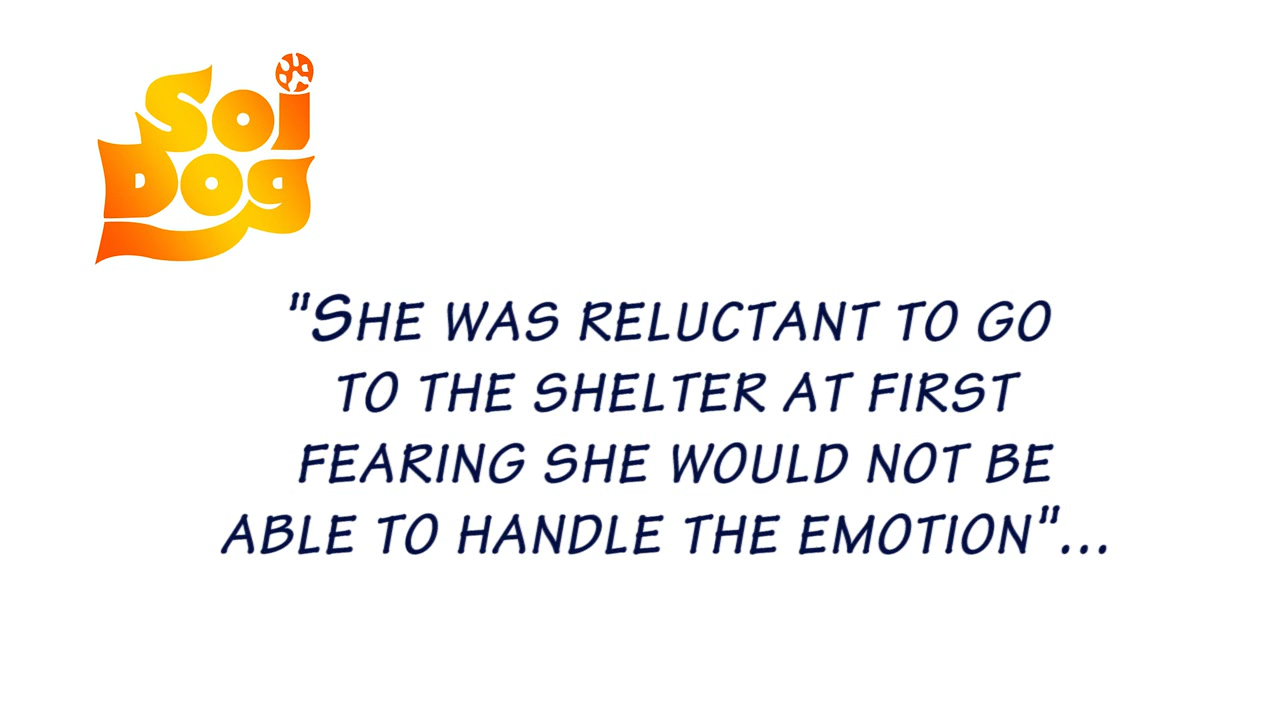 Soi
Dog
"SHE WAS RELUCTANT TO GO
TO THE SHELTER AT FIRST
FEARING SHE WOULD NOT BE
ABLE TO HANDLE THE EMOTION"...